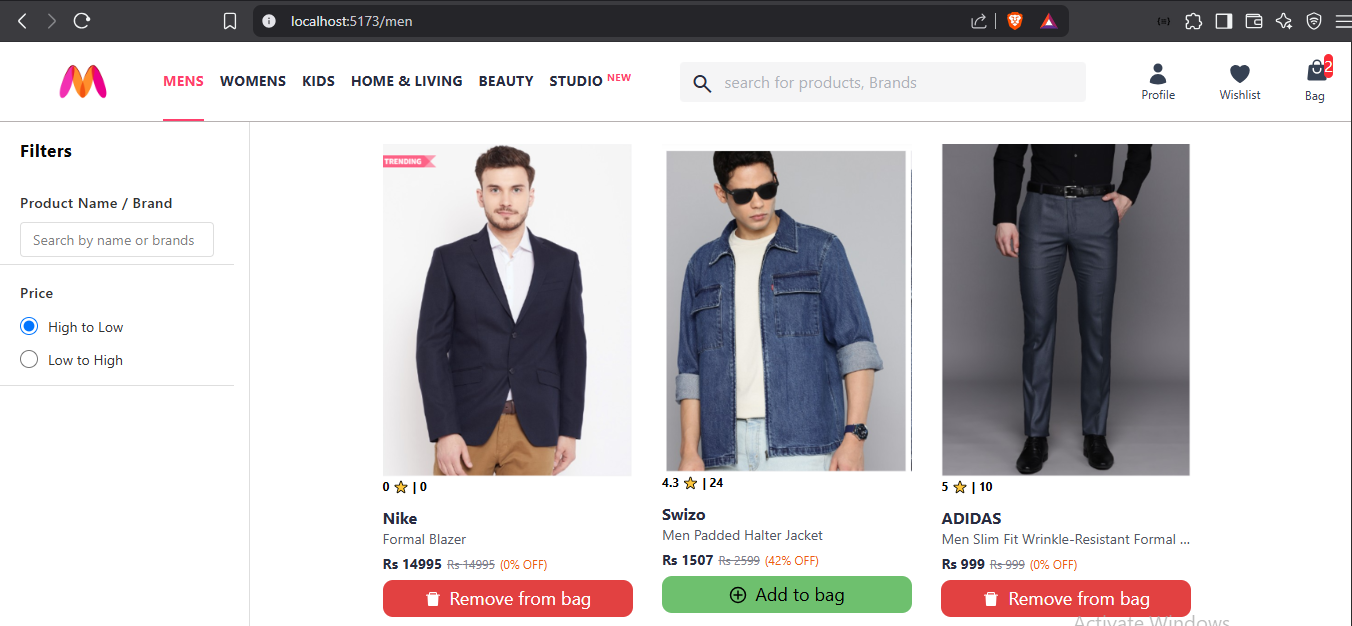 localhost:5173/men
MENS WOMENS KIDS HOME & LIVING BEAUTY STUDIO NEW
search for products, Brands
Profile
Wishlist
2
Bag
Filters
Product Name / Brand
Search by name or brands
Price
High to Low
Low to High
TRENDING
0 ⭐ | 0
Nike
Formal Blazer
Rs 14995 Rs 14995 (0% OFF)
Remove from bag
4.3 ⭐ | 24
Swizo
Men Padded Halter Jacket
Rs 1507 Rs 2599 (42% OFF)
Add to bag
5 ⭐ | 10
ADIDAS
Men Slim Fit Wrinkle-Resistant Formal ...
Rs 999 Rs 999 (0% OFF)
Remove from bag
Activate Windows